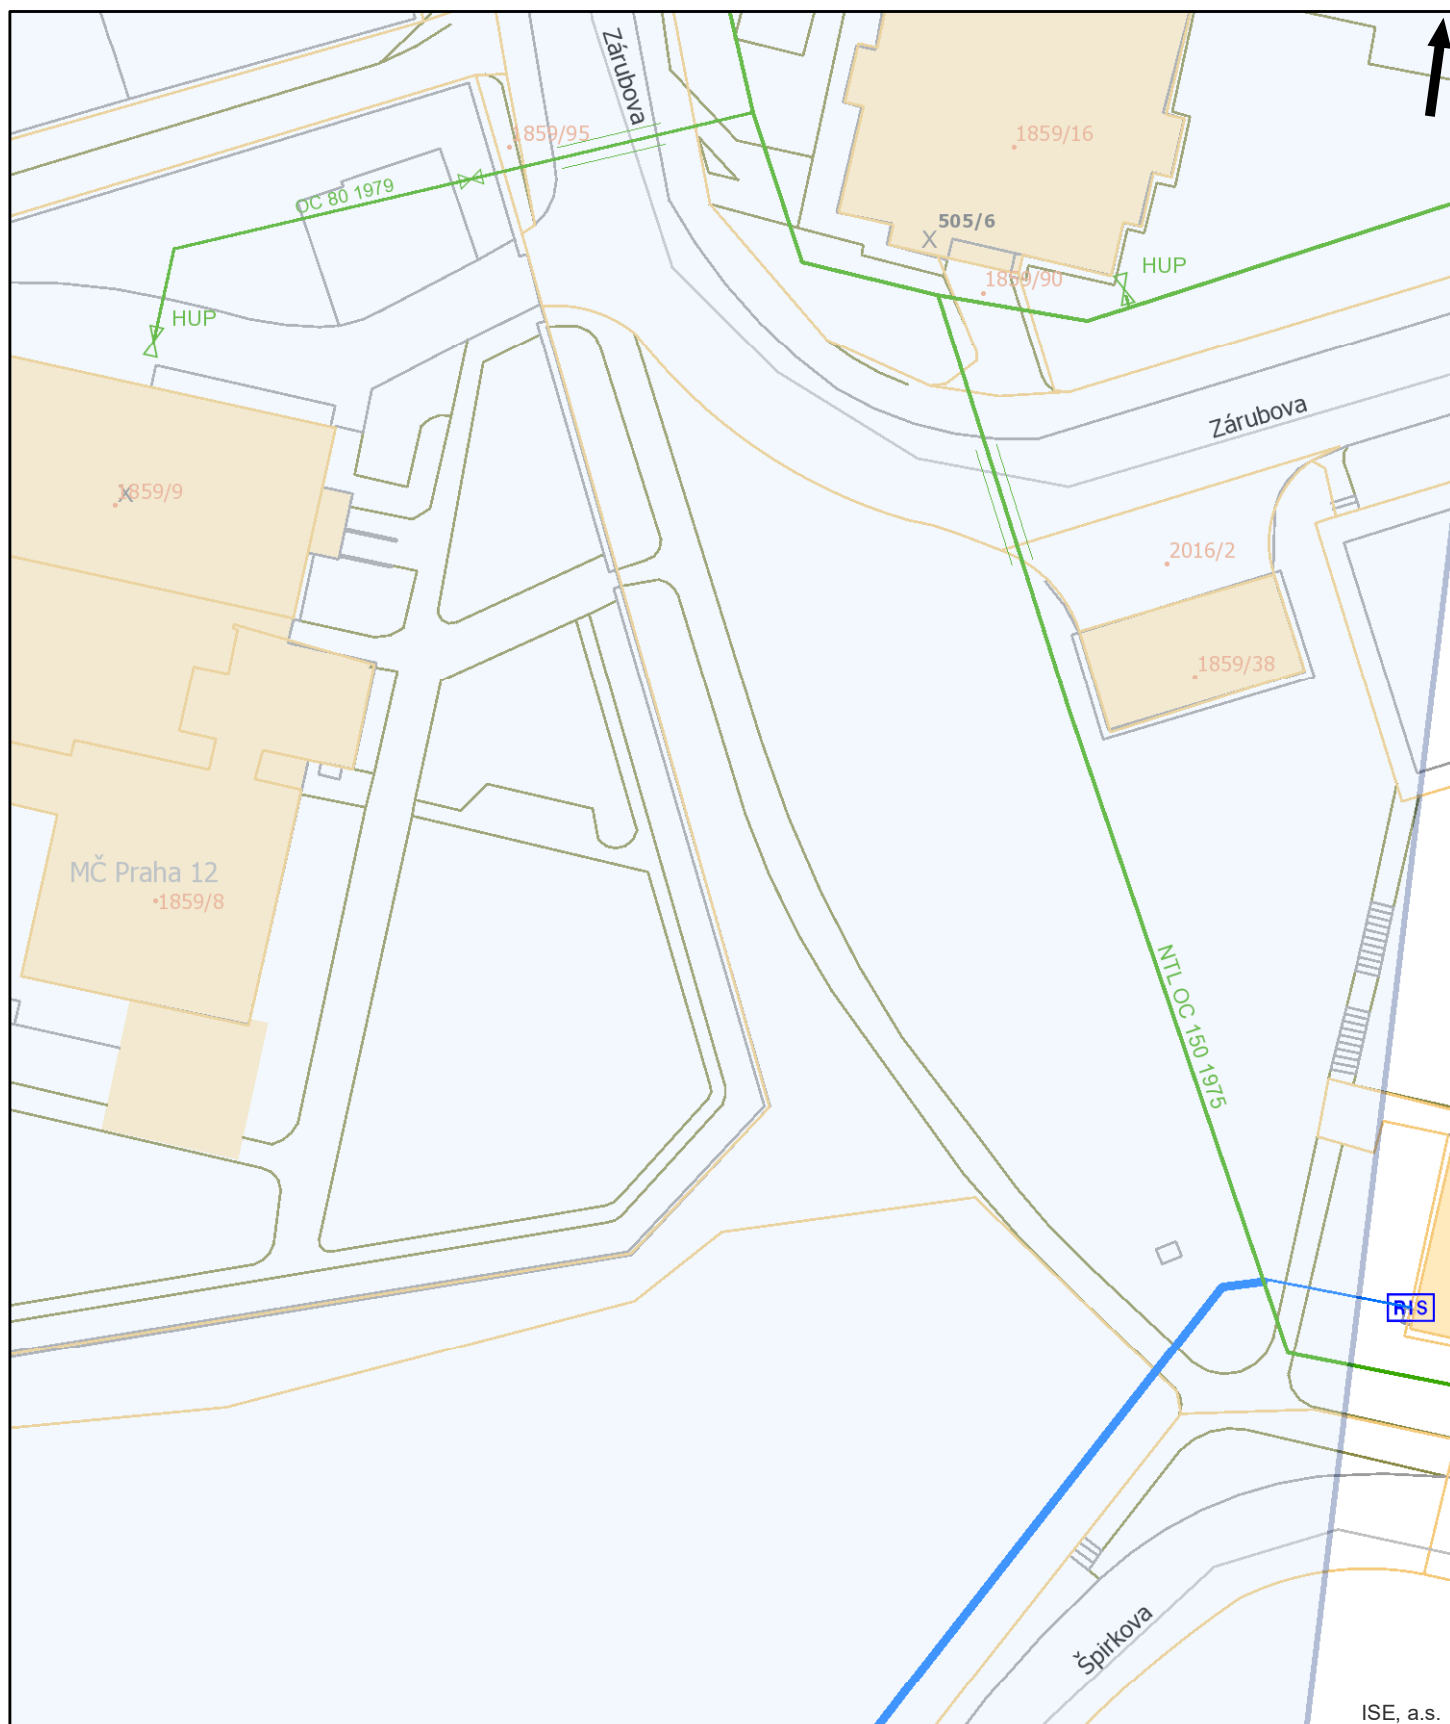 Zárubova
1859/95
1859/16
OC 80 1979
505/6
X
HUP
1859/90
HUP
Zárubova
X
1859/9
2016/2
1859/38
MČ Praha 12
1859/8
NTL OC 150 1975
RIS
Špirkova
ISE, a.s.